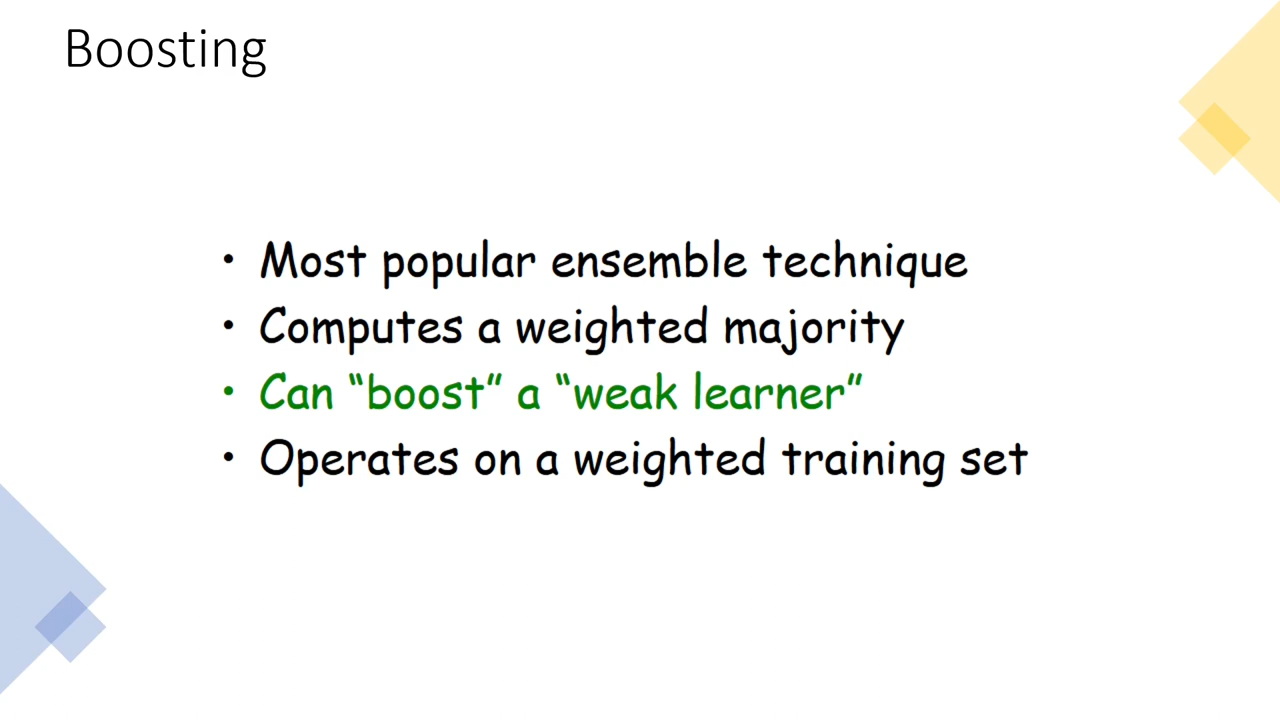 Boosting
• Most popular ensemble technique
• Computes a weighted majority
• Can “boost” a “weak learner”
• Operates on a weighted training set